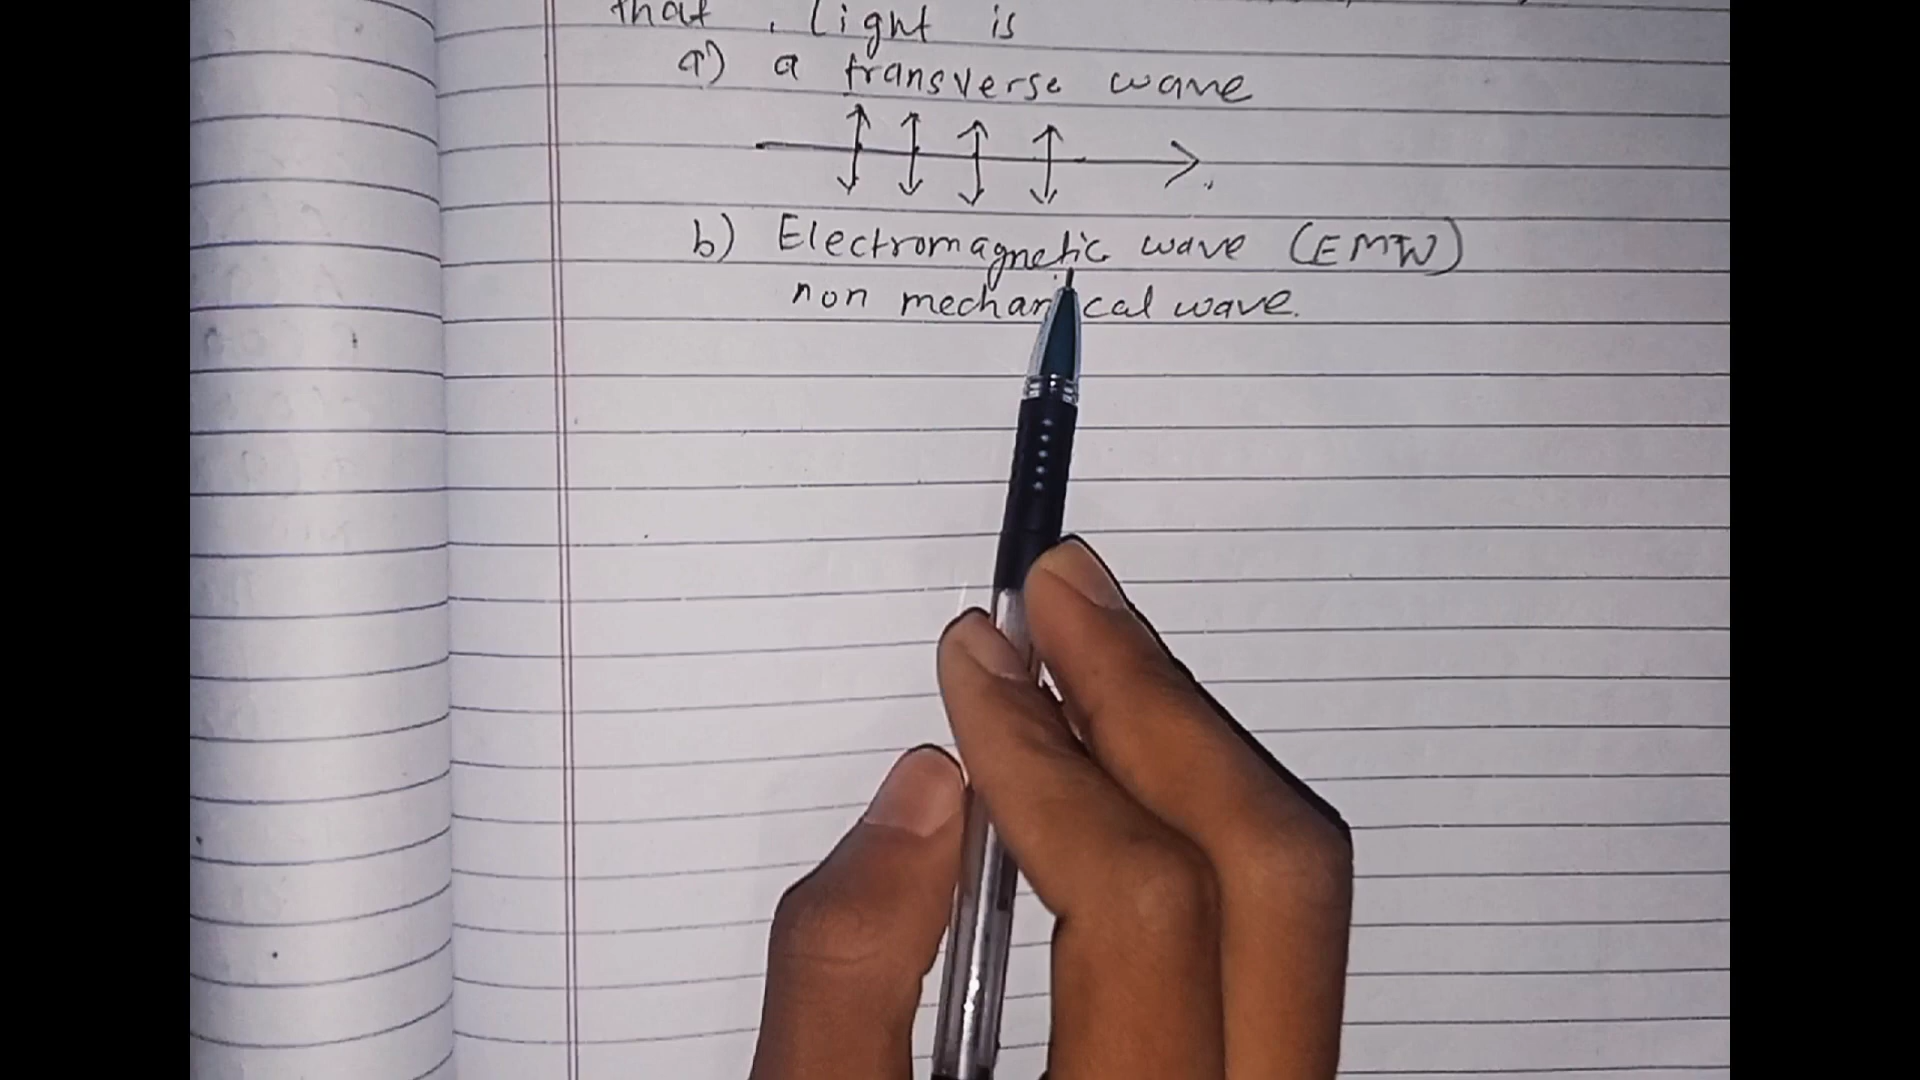 that . Light is
a) a transverse wave
b) Electromagnetic wave (EMW)
non mechanical wave.